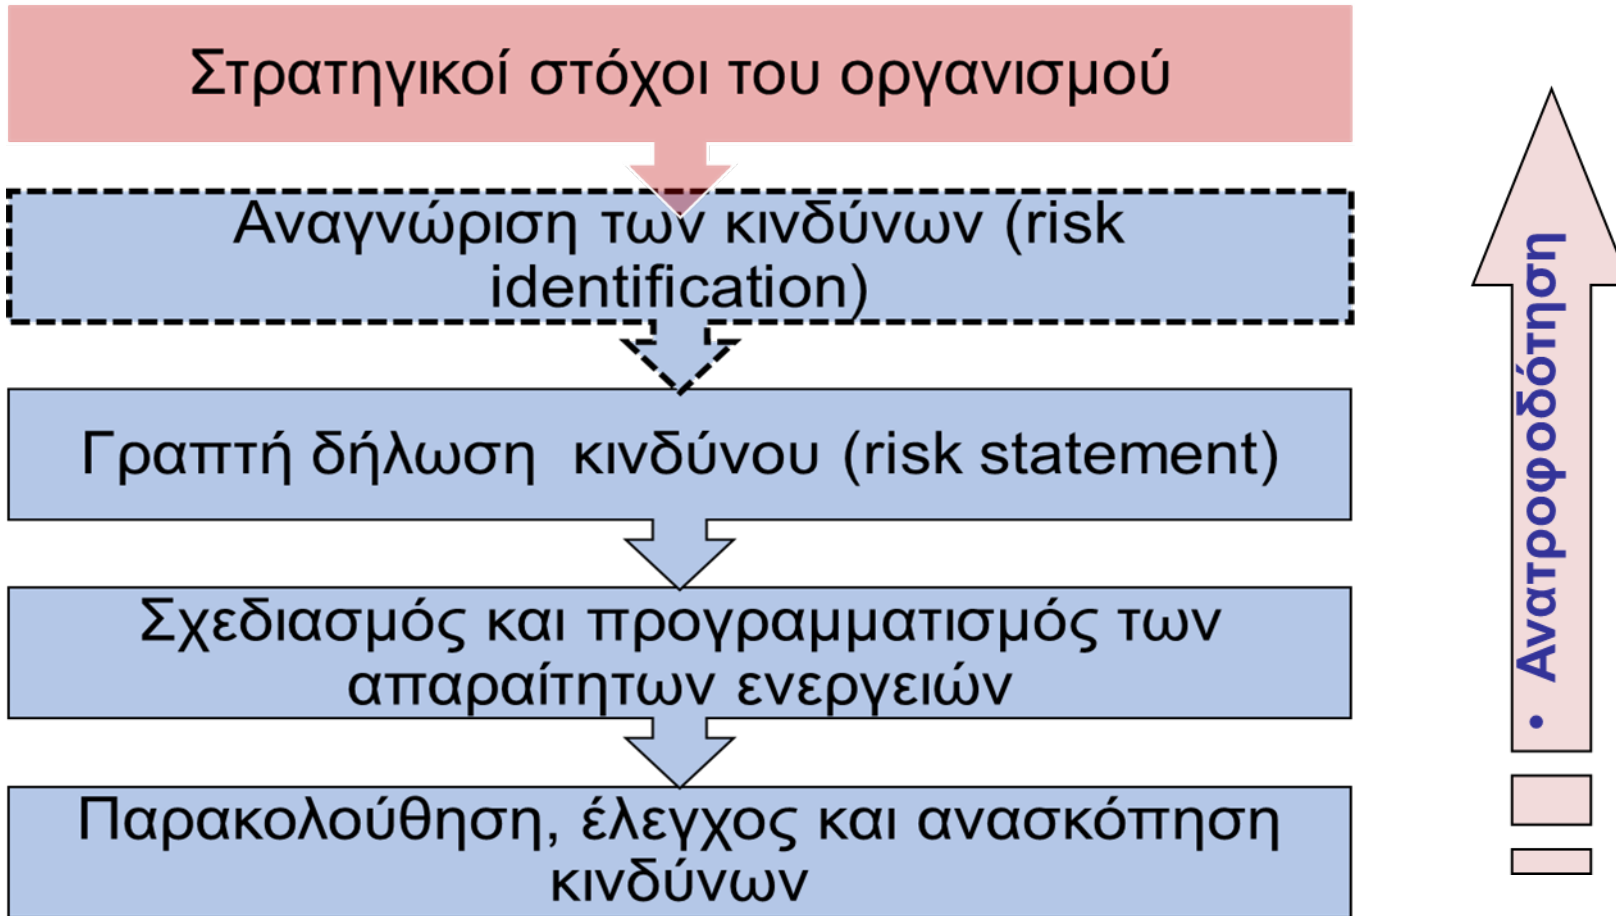 Στρατηγικοί στόχοι του οργανισμού
Αναγνώριση των κινδύνων (risk
identification)
Γραπτή δήλωση  κινδύνου (risk statement)
Σχεδιασμός και προγραμματισμός των
απαραίτητων ενεργειών
Παρακολούθηση, έλεγχος και ανασκόπηση
κινδύνων
• Ανατροφοδότηση